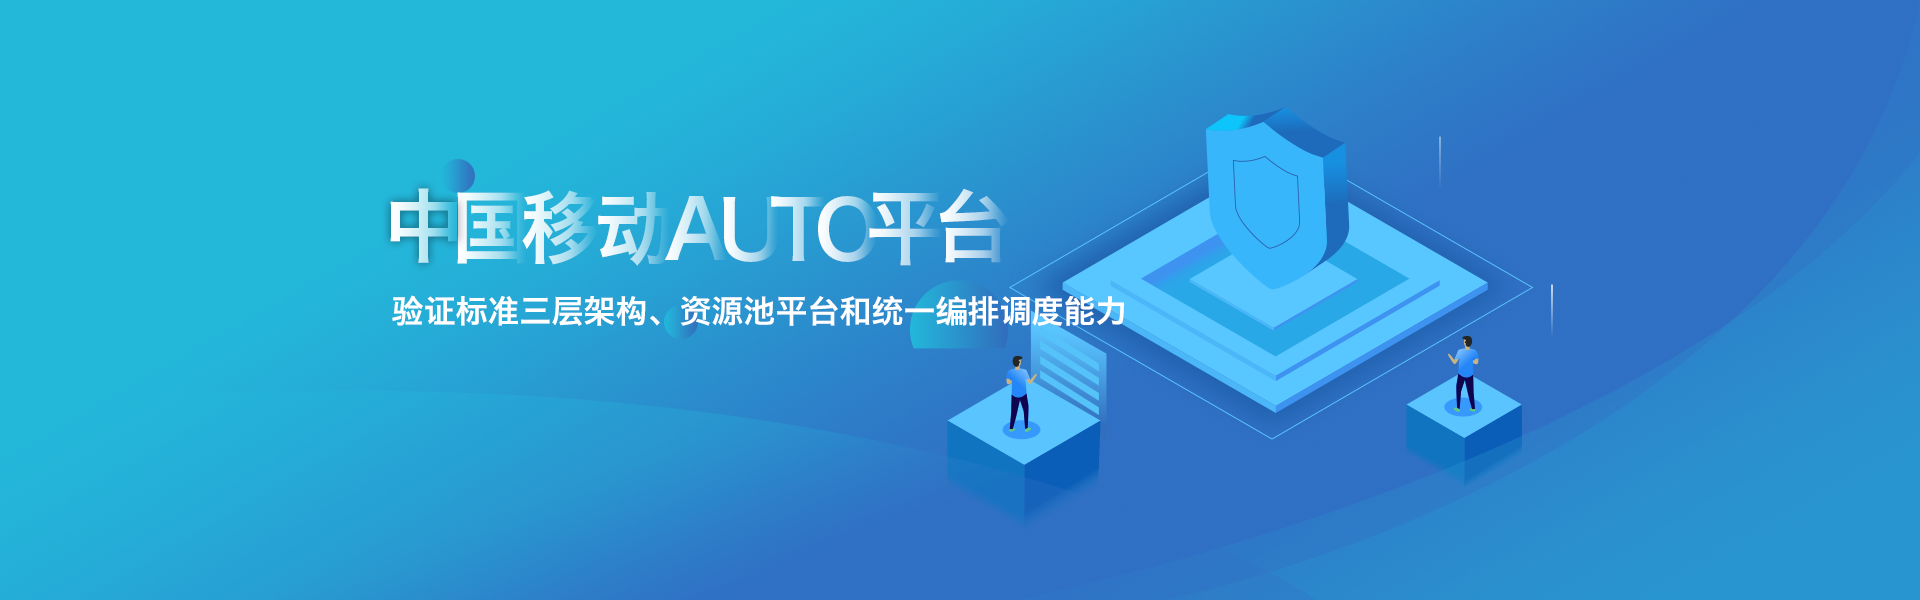 中国移动AUTO平台
验证标准三层架构、资源池平台和统一编排调度能力